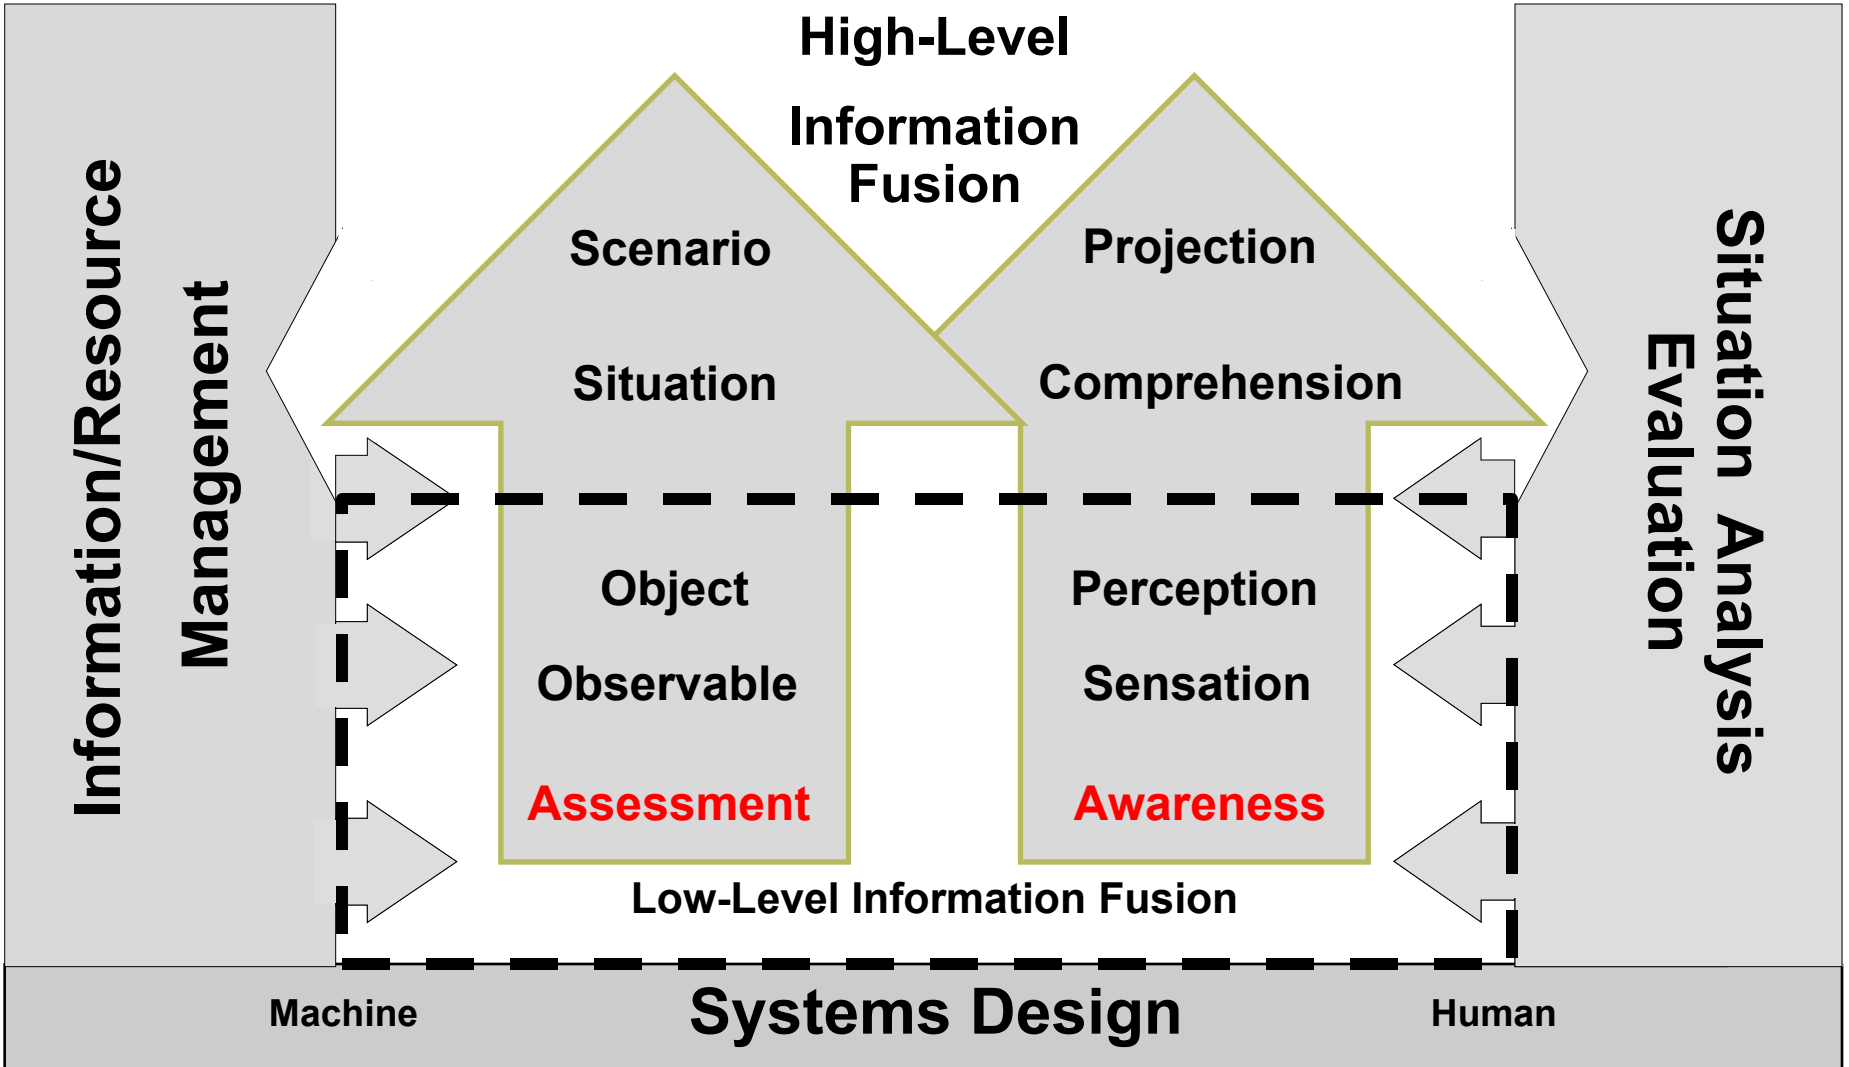 High-Level
Information
Fusion
Information/Resource
Management
Scenario
Situation
Object
Observable
Assessment
Projection
Comprehension
Perception
Sensation
Awareness
Situation Analysis
Evaluation
Low-Level Information Fusion
Machine
Systems Design
Human